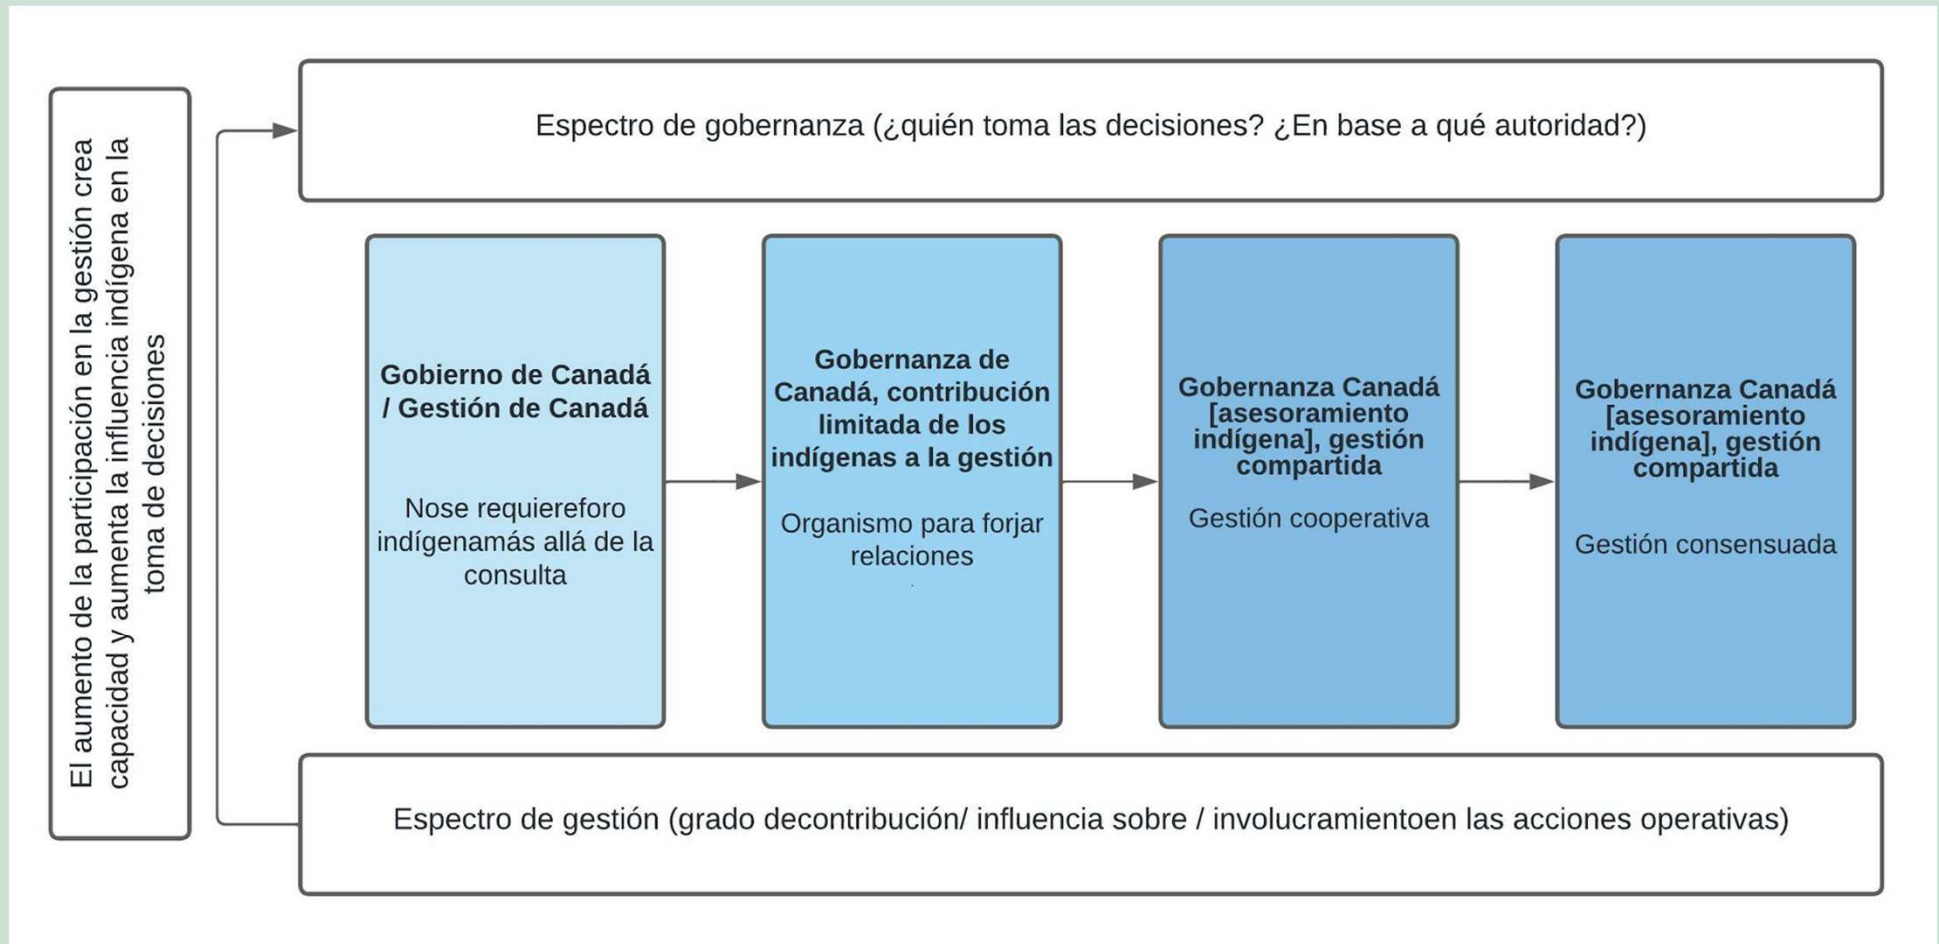 El aumento de la participación en la gestión crea
capacidad y aumenta la influencia indígena en la
toma de decisiones
Espectro de gobernanza (¿quién toma las decisiones? ¿En base a qué autoridad?)
Gobierno de Canadá
/ Gestión de Canadá
Nose requiereforo
indígenamás allá de la
consulta
Gobernanza de
Canadá, contribución
limitada de los
indígenas a la gestión
Organismo para forjar
relaciones
.
Gobernanza Canadá
[asesoramiento
indígena], gestión
compartida
Gestión cooperativa
Gobernanza Canadá
[asesoramiento
indígena], gestión
compartida
Gestión consensuada
Espectro de gestión (grado decontribución/ influencia sobre / involucramientoen las acciones operativas)